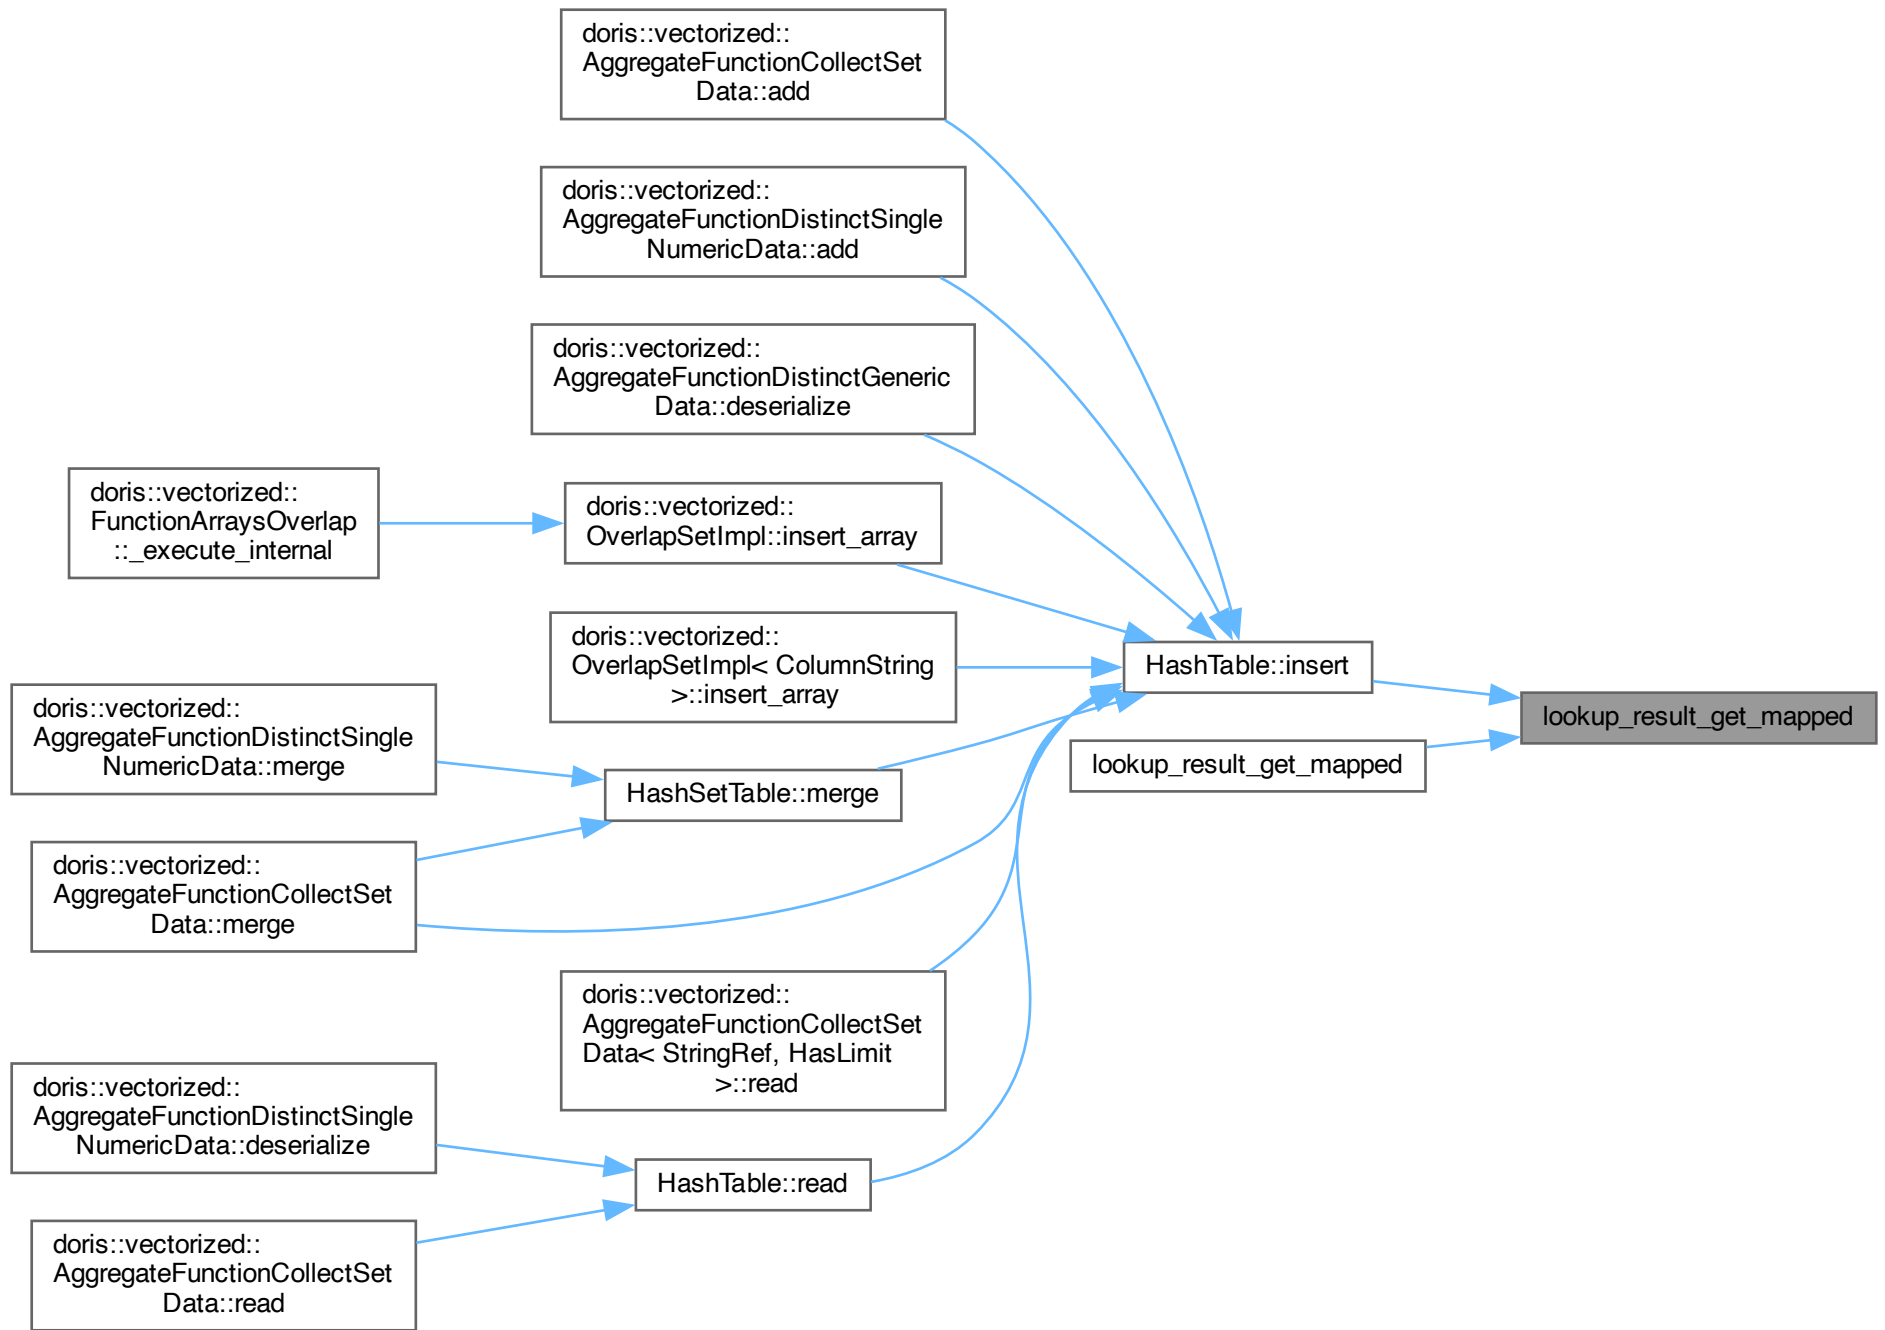 doris::vectorized::
AggregateFunctionCollectSet
Data::add
doris::vectorized::
AggregateFunctionDistinctSingle
NumericData::add
doris::vectorized::
AggregateFunctionDistinctGeneric
Data::deserialize
doris::vectorized::
FunctionArraysOverlap
::_execute_internal
doris::vectorized::
OverlapSetImpl::insert_array
doris::vectorized::
OverlapSetImpl< ColumnString
>::insert_array
HashTable::insert
lookup_result_get_mapped
lookup_result_get_mapped
doris::vectorized::
AggregateFunctionDistinctSingle
NumericData::merge
HashSetTable::merge
doris::vectorized::
AggregateFunctionCollectSet
Data::merge
doris::vectorized::
AggregateFunctionCollectSet
Data< StringRef, HasLimit
>::read
doris::vectorized::
AggregateFunctionDistinctSingle
NumericData::deserialize
HashTable::read
doris::vectorized::
AggregateFunctionCollectSet
Data::read